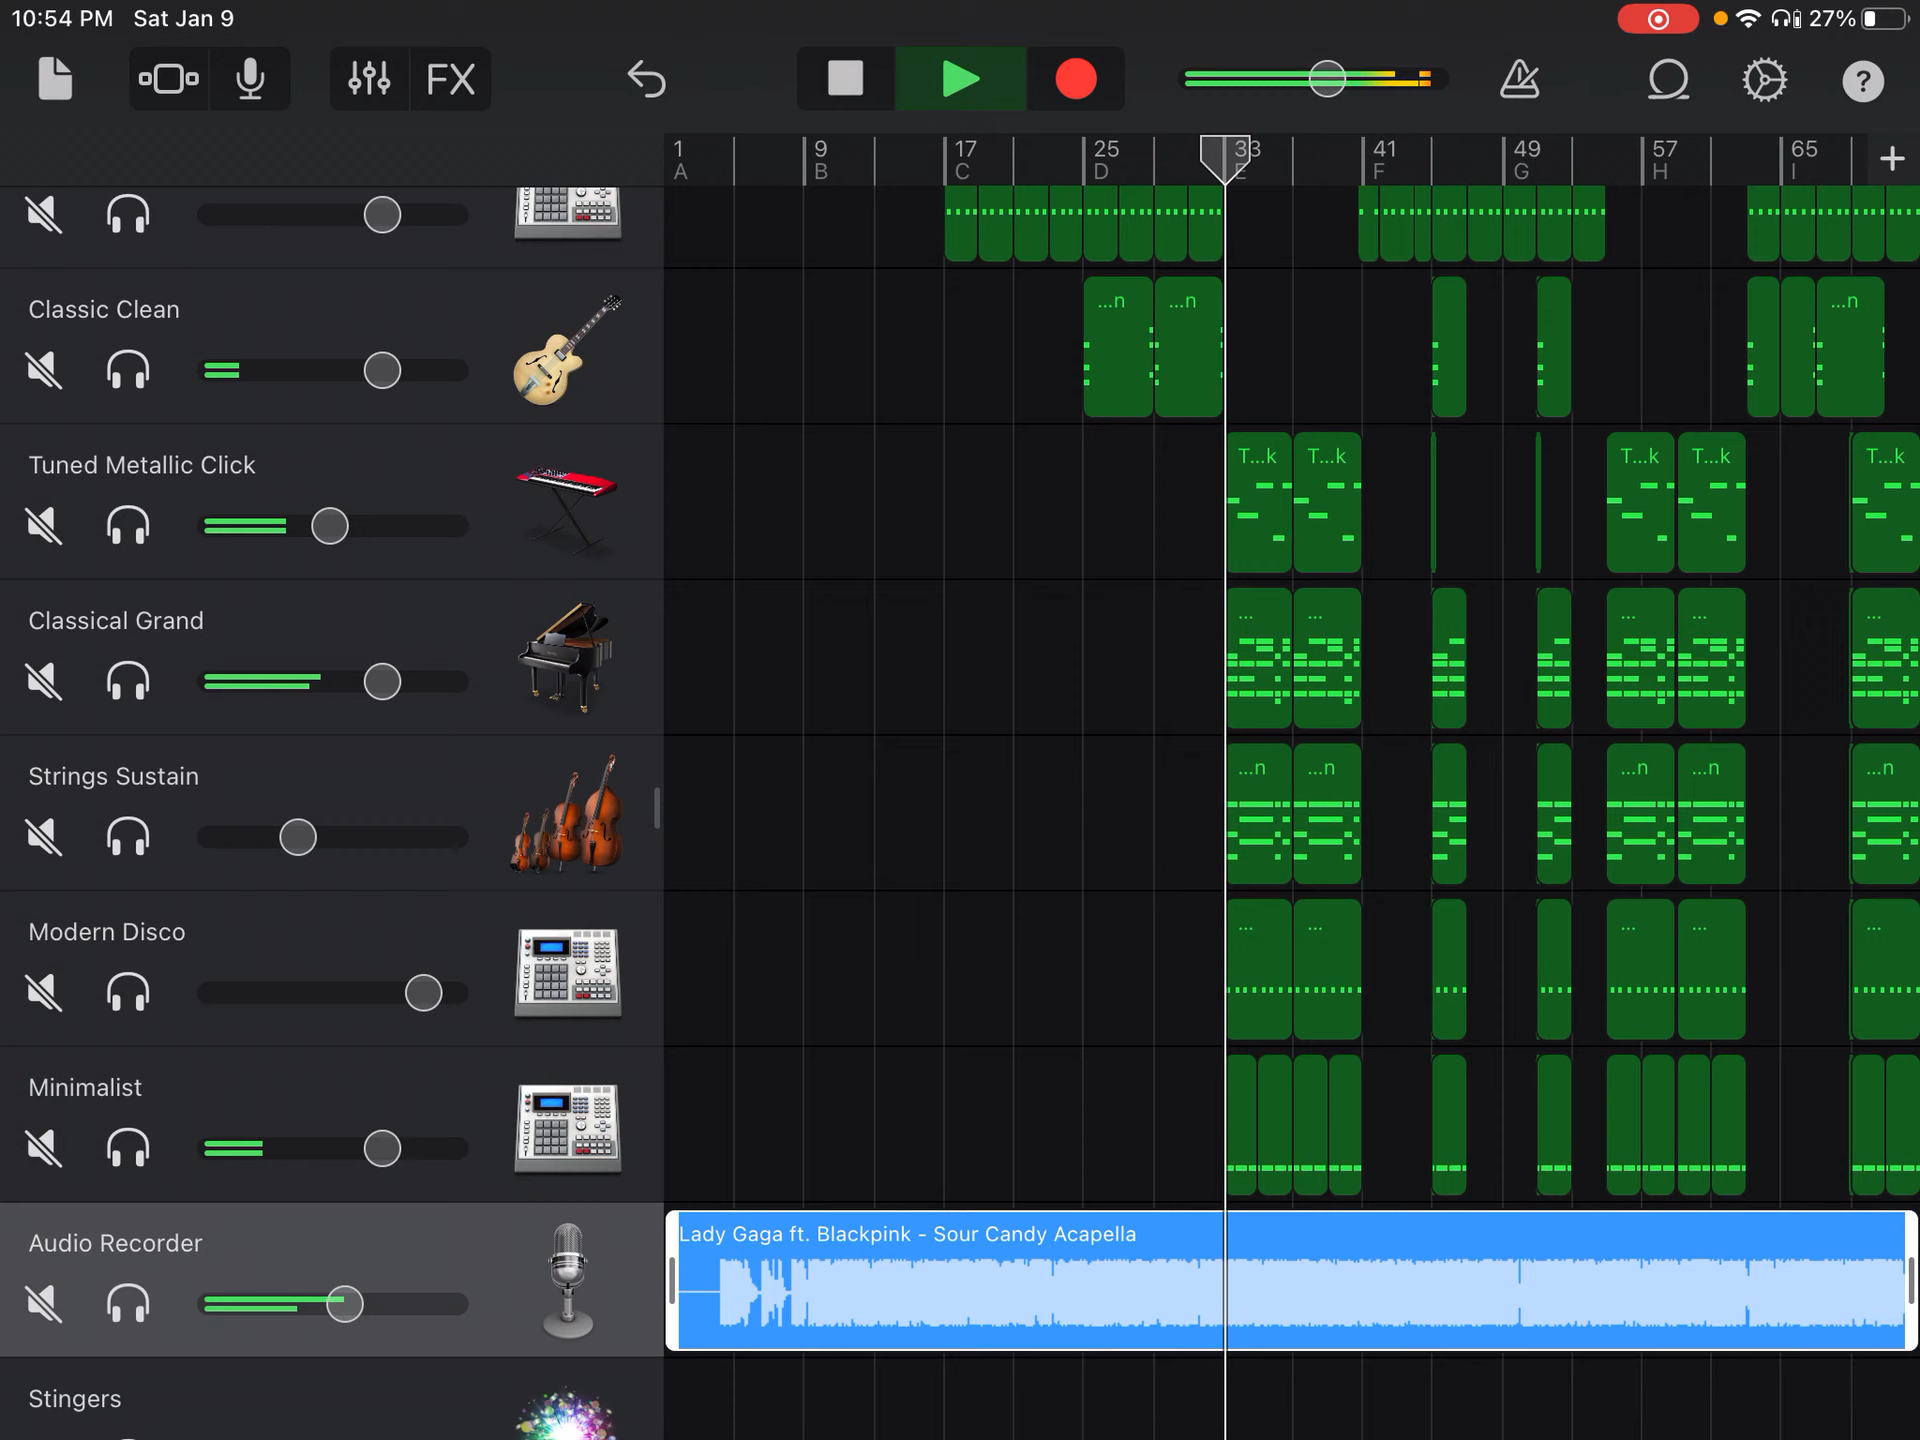 10:54 PM Sat Jan 9 27%
FX ?
1 9 17 25 33 41 49 57 65 +
A B C D E F G H I
Classic Clean
...n ...n ...n
Tuned Metallic Click
T...k T...k T...k T...k T...k
Classical Grand
... ... ... ... ...
Strings Sustain
...n ...n ...n ...n ...n
Modern Disco
... ... ... ... ...
Minimalist
Audio Recorder
Lady Gaga ft. Blackpink - Sour Candy Acapella
Stingers